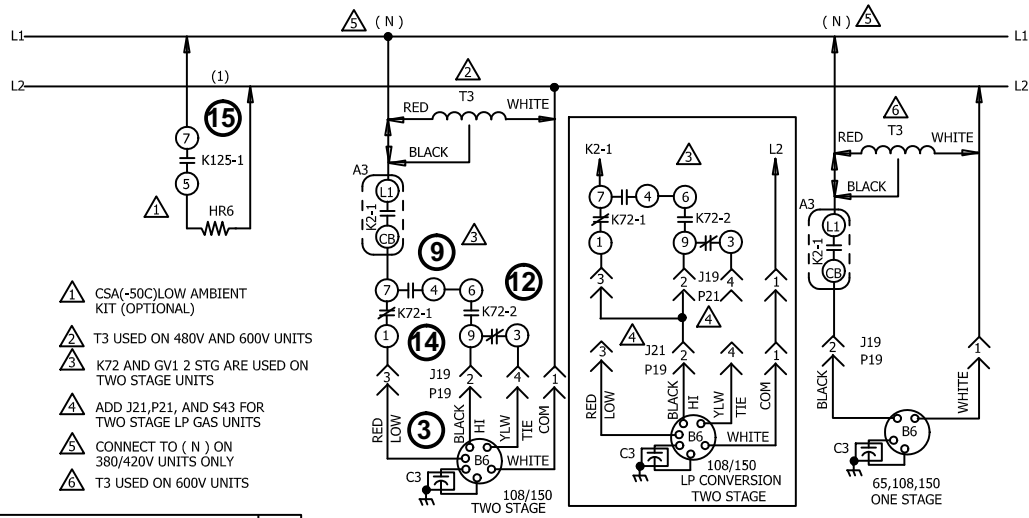 5 ( N ) ( N ) 5
L1 L1
L2 (1) L2
15
7
K125-1
5
1
HR6
2
T3
RED WHITE
BLACK
A3
L1
K2-1
CB
9
3
7 4 6
12
K72-1 K72-2
1 14 9 3
3 J19 2 4 1
P19
RED LOW
3
BLACK HI
YLW TIE
COM
B6
WHITE
C3
108/150
TWO STAGE
K2-1 3 L2
7 4 6
K72-1 K72-2
1 9 3
3 2 J19 4 1
P21
4 4
3 J21 2 4 1
P19
RED LOW
BLACK HI
YLW TIE
COM
B6
WHITE
C3
108/150
LP CONVERSION
TWO STAGE
6
T3
RED WHITE
BLACK
A3
L1
K2-1
CB
2 J19 1
P19
BLACK
WHITE
B6
65,108,150
ONE STAGE
1 CSA(-50C)LOW AMBIENT
KIT (OPTIONAL)
2 T3 USED ON 480V AND 600V UNITS
3 K72 AND GV1 2 STG ARE USED ON
TWO STAGE UNITS
4 ADD J21,P21, AND S43 FOR
TWO STAGE LP GAS UNITS
5 CONNECT TO ( N ) ON
380/420V UNITS ONLY
6 T3 USED ON 600V UNITS